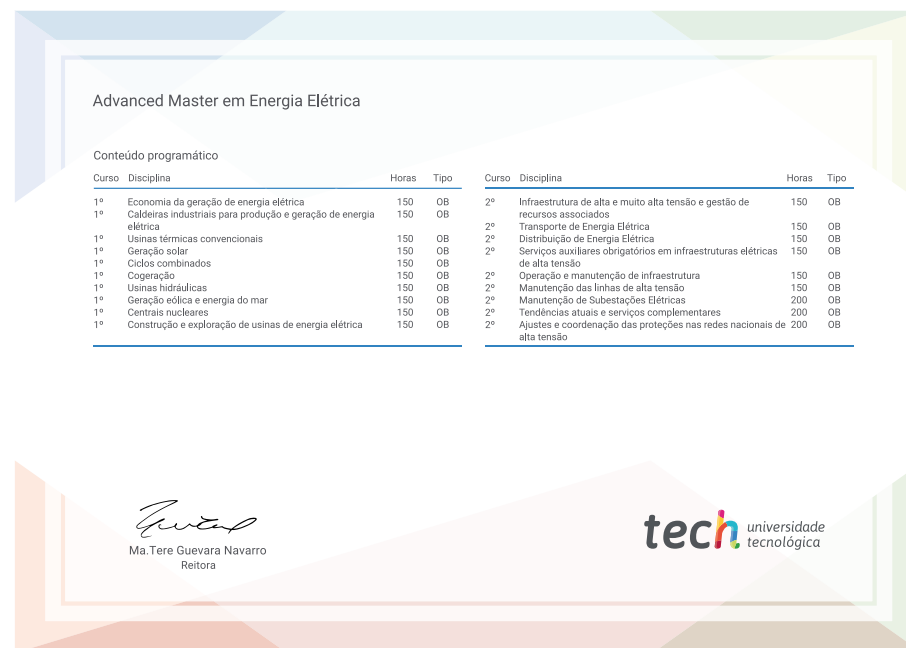 Advanced Master em Energia Elétrica
Conteúdo programático
Curso Disciplina Horas Tipo
1º Economia da geração de energia elétrica 150 OB
1º Caldeiras industriais para produção e geração de energia 150 OB
elétrica
1º Usinas térmicas convencionais 150 OB
1º Geração solar 150 OB
1º Ciclos combinados 150 OB
1º Cogeração 150 OB
1º Usinas hidráulicas 150 OB
1º Geração eólica e energia do mar 150 OB
1º Centrais nucleares 150 OB
1º Construção e exploração de usinas de energia elétrica 150 OB
Curso Disciplina Horas Tipo
2º Infraestrutura de alta e muito alta tensão e gestão de 150 OB
recursos associados
2º Transporte de Energia Elétrica 150 OB
2º Distribuição de Energia Elétrica 150 OB
2º Serviços auxiliares obrigatórios em infraestruturas elétricas 150 OB
de alta tensão
2º Operação e manutenção de infraestrutura 150 OB
2º Manutenção das linhas de alta tensão 150 OB
2º Manutenção de Subestações Elétricas 200 OB
2º Tendências atuais e serviços complementares 200 OB
2º Ajustes e coordenação das proteções nas redes nacionais de 200 OB
alta tensão
Ma.Tere Guevara Navarro
Reitora
tech universidade
tecnológica